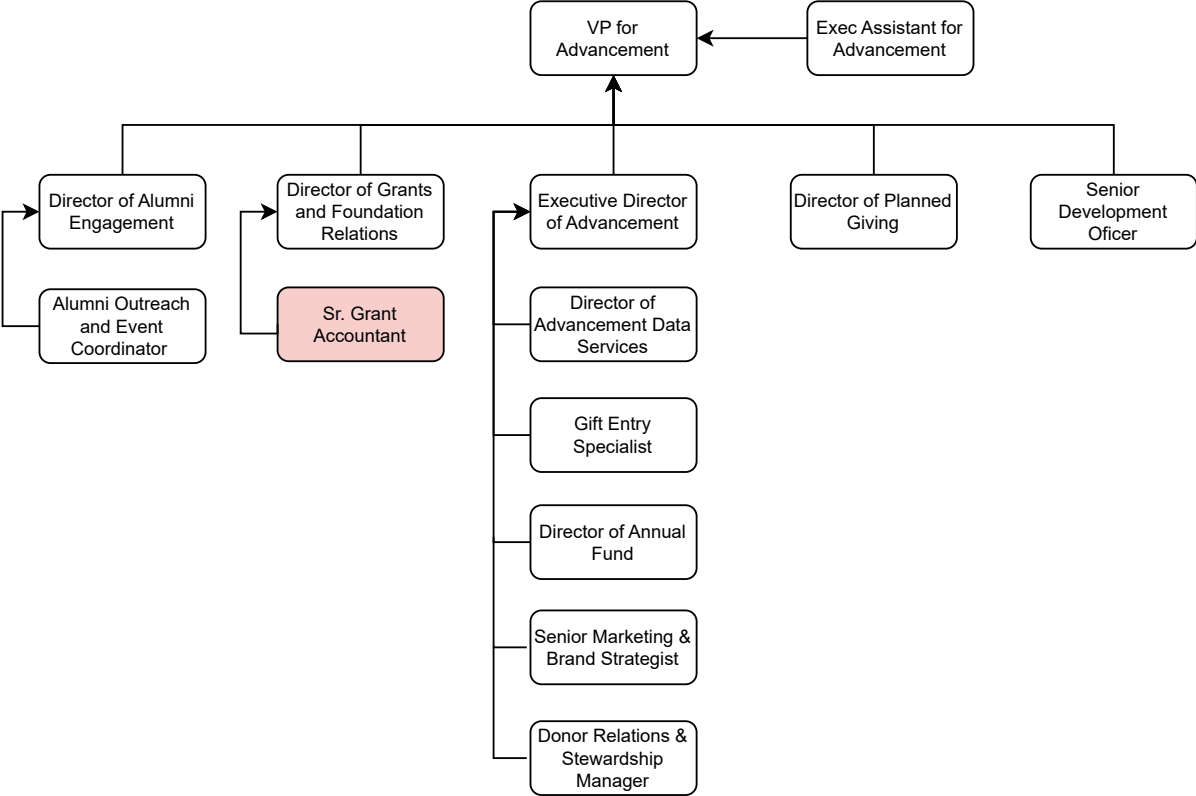 VP for
Advancement
Exec Assistant for
Advancement
Director of Alumni
Engagement
Director of Grants
and Foundation
Relations
Executive Director
of Advancement
Director of Planned
Giving
Senior
Development
Oficer
Alumni Outreach
and Event
Coordinator
Sr. Grant
Accountant
Director of
Advancement Data
Services
Gift Entry
Specialist
Director of Annual
Fund
Senior Marketing &
Brand Strategist
Donor Relations &
Stewardship
Manager